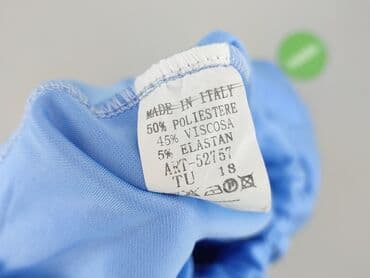 MADE IN ITALY
50% POLIESTERE
45% VISCOSA
5% ELASTAN
ART-52757
TU 18